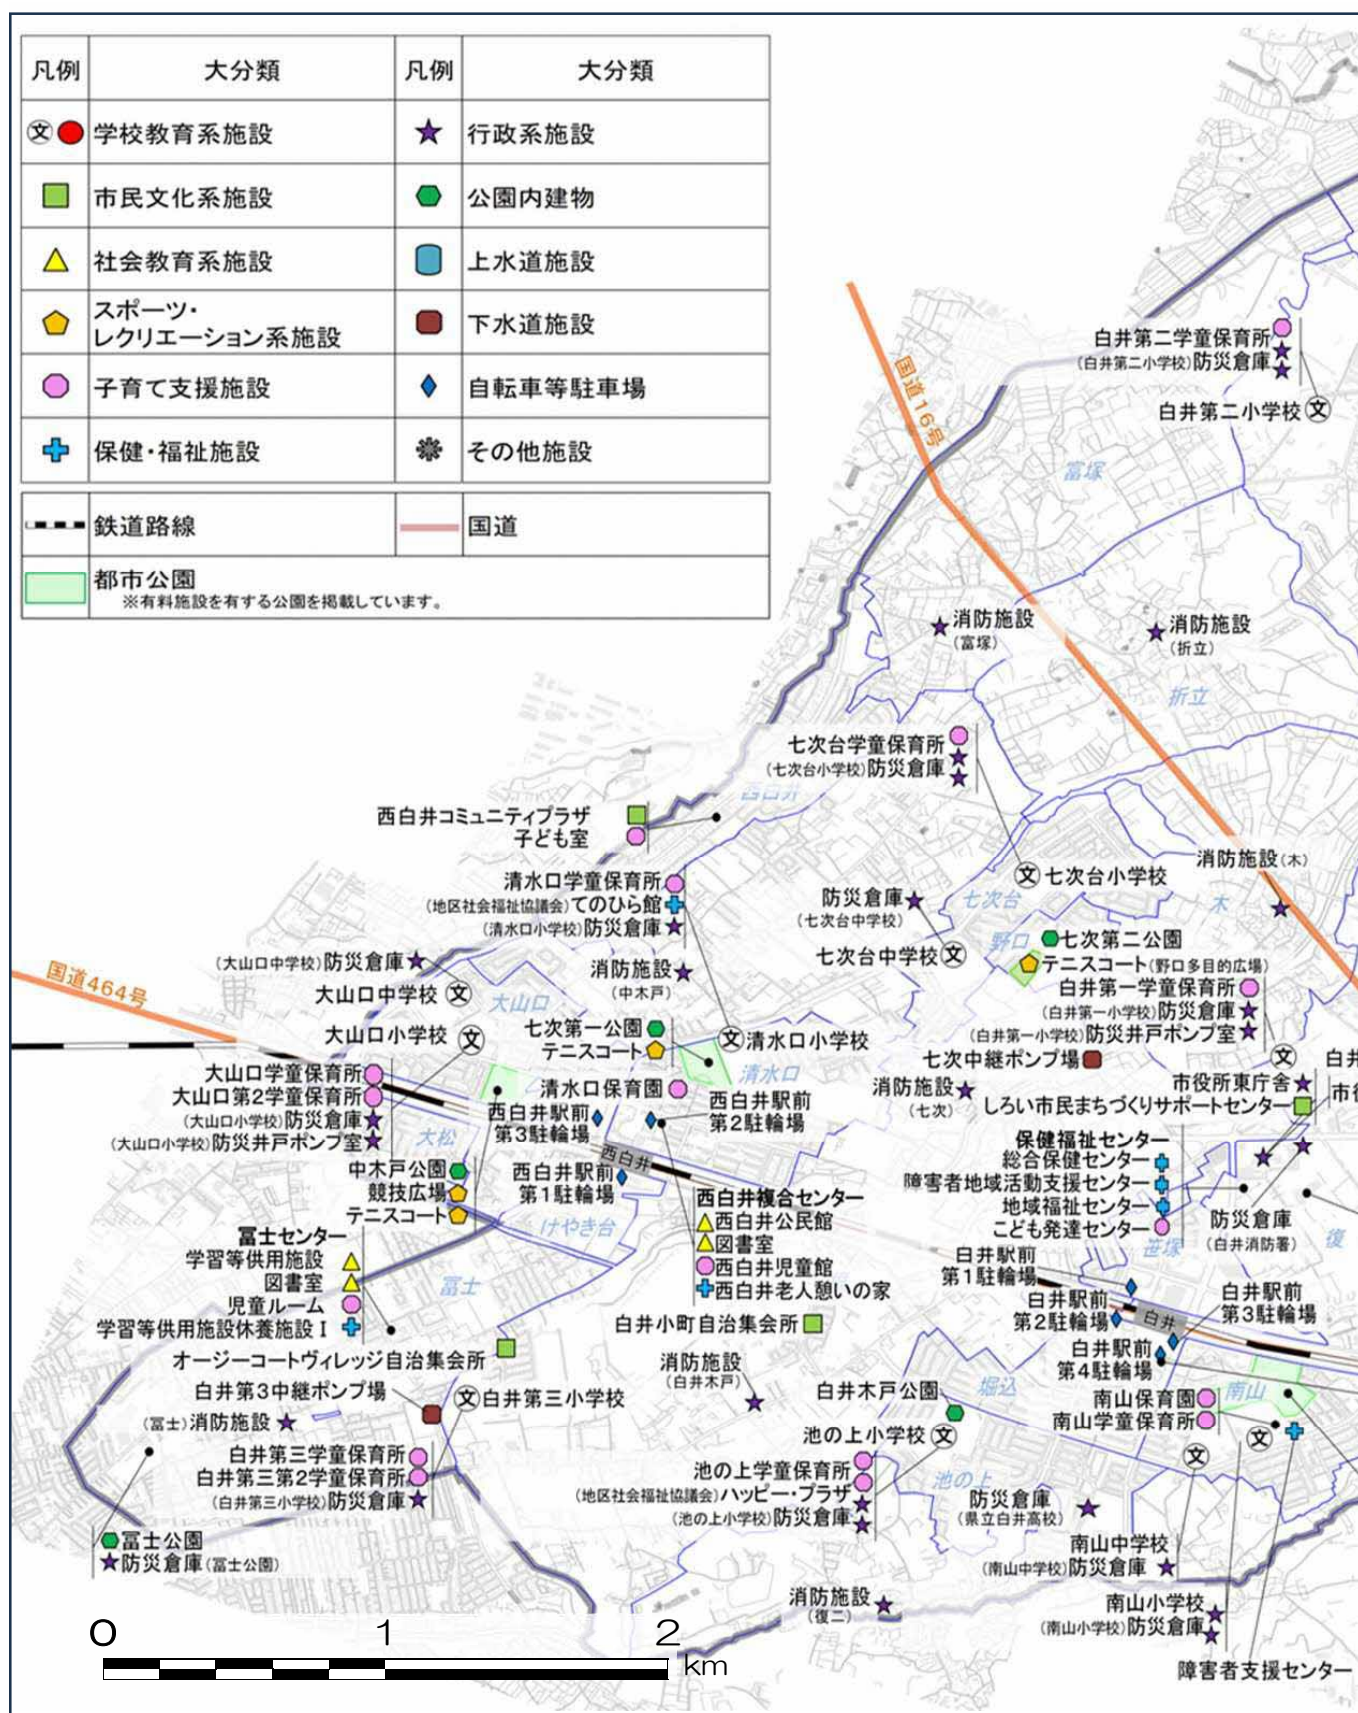 凡例 大分類 凡例 大分類
文 学校教育系施設 行政系施設
市民文化系施設 公園内建物
社会教育系施設 上水道施設
スポーツ・
レクリエーション系施設 下水道施設
子育て支援施設 自転車等駐車場
保健・福祉施設 その他施設
鉄道路線 国道
都市公園
※有料施設を有する公園を掲載しています。
国道16号
白井第二学童保育所
(白井第二小学校)防災倉庫
白井第二小学校 文
富塚
消防施設
(富塚)
消防施設
(折立)
折立
七次台学童保育所
(七次台小学校)防災倉庫
西白井
西白井コミュニティプラザ
子ども室
消防施設(木)
文 七次台小学校
清水口学童保育所
(地区社会福祉協議会)てのひら館
(清水口小学校)防災倉庫
防災倉庫
(七次台中学校)
七次台
木
野口
七次第二公園
七次台中学校 文
テニスコート(野口多目的広場)
(大山口中学校)防災倉庫
消防施設
(中木戸)
国道464号
大山口中学校 文
大山口
白井第一学童保育所
(白井第一小学校)防災倉庫
(白井第一小学校)防災井戸ポンプ室
大山口小学校 文
七次第一公園
テニスコート
文 清水口小学校
七次中継ポンプ場
文
白井
大山口学童保育所
大山口第2学童保育所
(大山口小学校)防災倉庫
(大山口小学校)防災井戸ポンプ室
清水口
清水口保育園
消防施設
(七次)
市役所東庁舎
市役
しろい市民まちづくりサポートセンター
西白井駅前
第3駐輪場
西白井駅前
第2駐輪場
大松
西白井
保健福祉センター
総合保健センター
障害者地域活動支援センター
地域福祉センター
こども発達センター
中木戸公園
競技広場
テニスコート
西白井駅前
第1駐輪場
西白井複合センター
西白井公民館
図書室
西白井児童館
西白井老人憩いの家
防災倉庫
(白井消防署)
復
けやき台
笹塚
冨士センター
学習等供用施設
図書室
児童ルーム
学習等供用施設休養施設Ⅰ
冨士
白井駅前
第1駐輪場
白井駅前
第2駐輪場
白井
白井駅前
第3駐輪場
白井駅前
第4駐輪場
白井小町自治集会所
オージーコートヴィレッジ自治集会所
消防施設
(白井木戸)
白井第3中継ポンプ場
文 白井第三小学校
白井木戸公園
堀込
南山
南山保育園
南山学童保育所
(冨士)消防施設
池の上小学校 文
文
文
白井第三学童保育所
白井第三第2学童保育所
(白井第三小学校)防災倉庫
池の上学童保育所
(地区社会福祉協議会)ハッピー・プラザ
(池の上小学校)防災倉庫
池の上
防災倉庫
(県立白井高校)
冨士公園
防災倉庫(冨士公園)
南山中学校
(南山中学校)防災倉庫
消防施設
(復二)
南山小学校
(南山小学校)防災倉庫
障害者支援センター
0 1 2
km